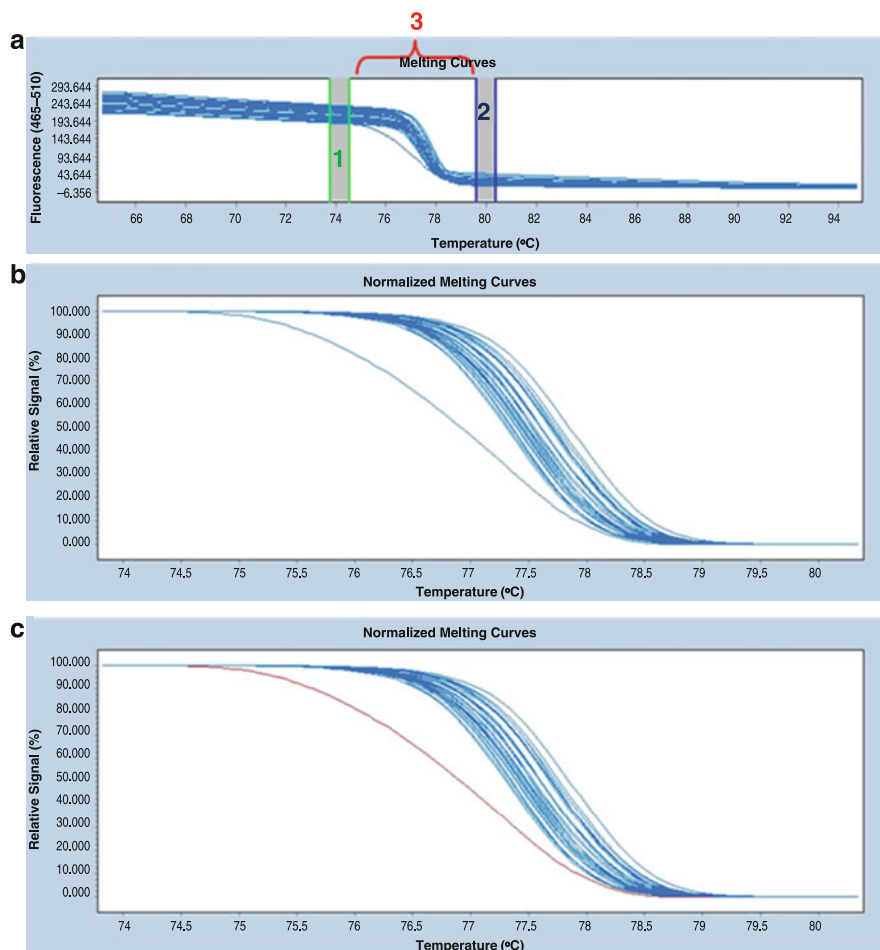 3
a
Melting Curves
Fluorescence (465–510)
293.644
243.644
193.644
143.644
93.644
43.644
–6.356
1
2
66 68 70 72 74 76 78 80 82 84 86 88 90 92 94
Temperature (°C)
b
Normalized Melting Curves
Relative Signal (%)
100.000
90.000
80.000
70.000
60.000
50.000
40.000
30.000
20.000
10.000
0.000
74 74.5 75 75.5 76 76.5 77 77.5 78 78.5 79 79.5 80
Temperature (°C)
c
Normalized Melting Curves
Relative Signal (%)
100.000
90.000
80.000
70.000
60.000
50.000
40.000
30.000
20.000
10.000
0.000
74 74.5 75 75.5 76 76.5 77 77.5 78 78.5 79 79.5 80
Temperature (°C)